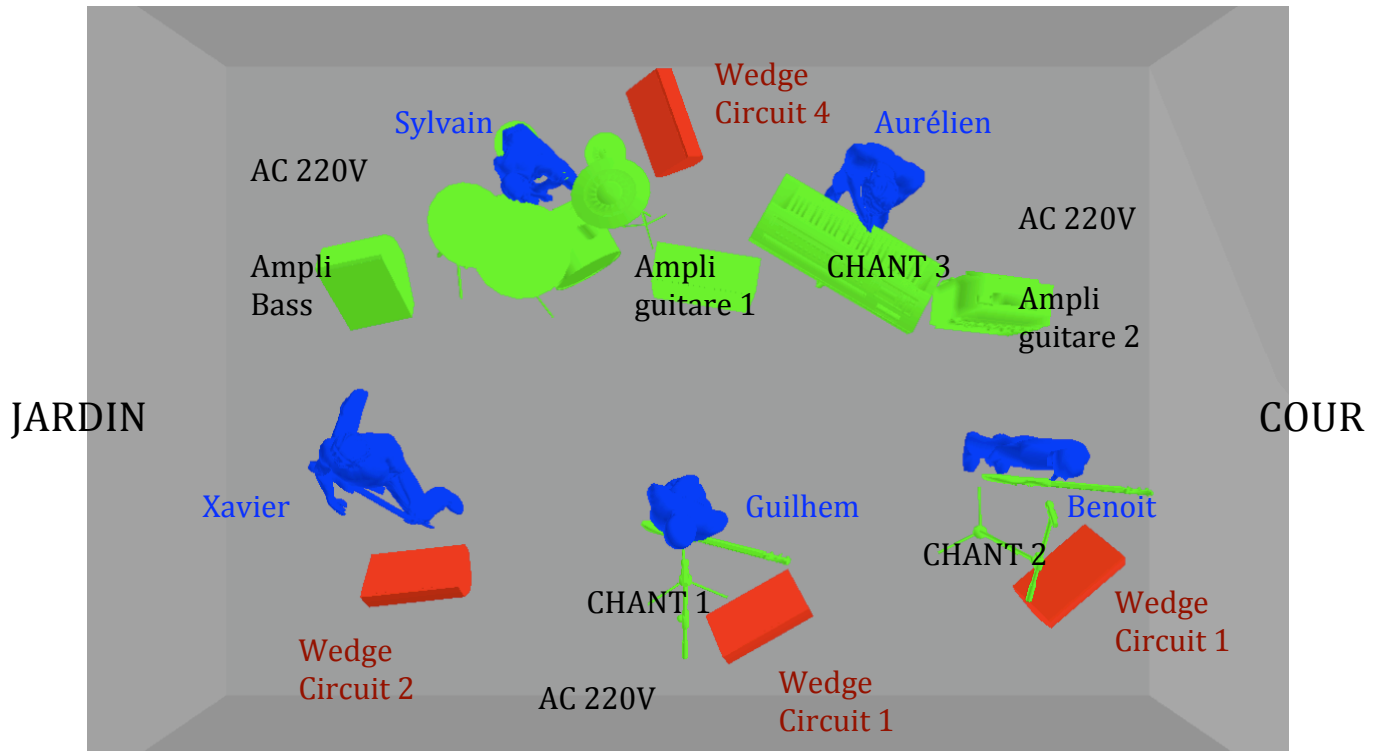 Wedge
Circuit 4
Sylvain
Aurélien
AC 220V
AC 220V
Ampli
Bass
Ampli
guitare 1
CHANT 3
Ampli
guitare 2
JARDIN
COUR
Xavier
Guilhem
Benoit
CHANT 2
CHANT 1
Wedge
Circuit 1
Wedge
Circuit 2
AC 220V
Wedge
Circuit 1